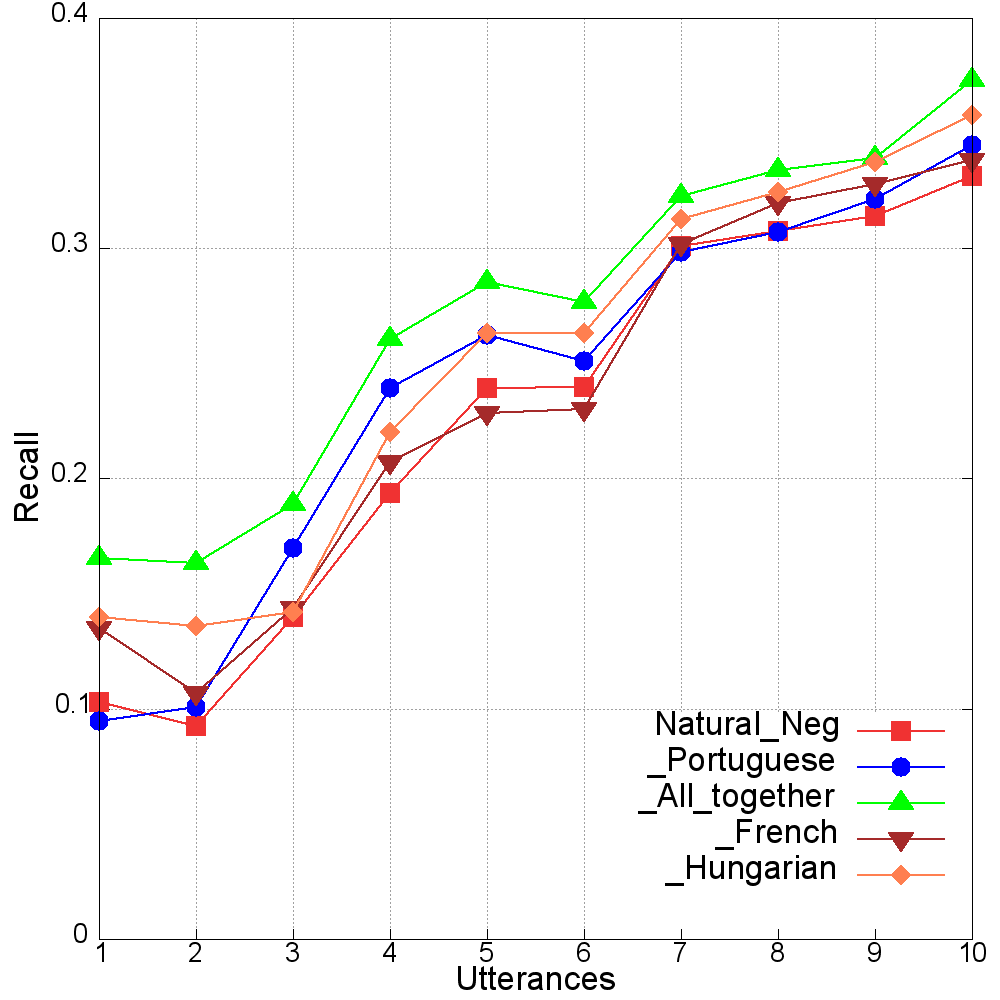 0.4
0.3
0.2
0.1
0
Recall
1 2 3 4 5 6 7 8 9 10
Utterances
Natural_Neg
_Portuguese
_All_together
_French
_Hungarian